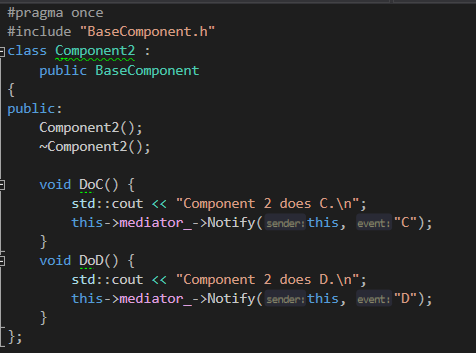 #pragma once
#include "BaseComponent.h"
class Component2 :
    public BaseComponent
{
public:
    Component2();
    ~Component2();

    void DoC() {
        std::cout << "Component 2 does C.\n";
        this->mediator_->Notify(sender:this, event:"C");
    }
    void DoD() {
        std::cout << "Component 2 does D.\n";
        this->mediator_->Notify(sender:this, event:"D");
    }
};